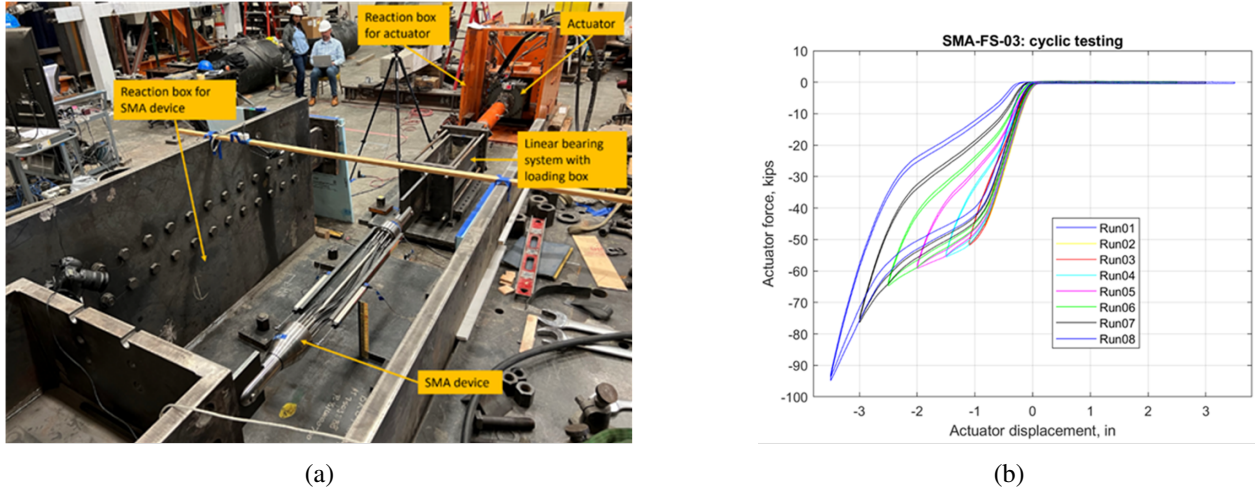 Reaction box
for actuator
Actuator
Reaction box for
SMA device
Linear bearing
system with
loading box
SMA device
(a)
SMA-FS-03: cyclic testing
Actuator force, kips
10
0
-10
-20
-30
-40
-50
-60
-70
-80
-90
-100
Run01
Run02
Run03
Run04
Run05
Run06
Run07
Run08
-3 -2 -1 0 1 2 3
Actuator displacement, in
(b)